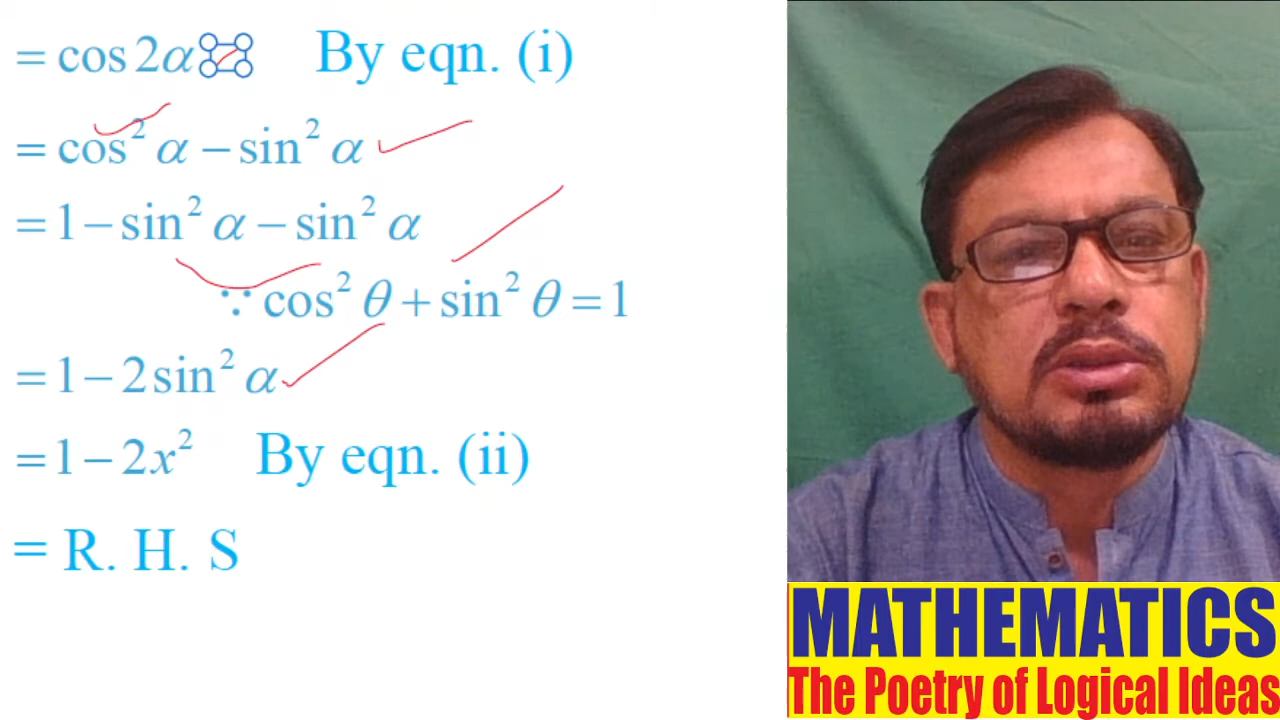 = cos 2α By eqn. (i)
= cos² α − sin² α
= 1 − sin² α − sin² α
∵ cos² θ + sin² θ = 1
= 1 − 2 sin² α
= 1 − 2x² By eqn. (ii)
= R. H. S
MATHEMATICS
The Poetry of Logical Ideas